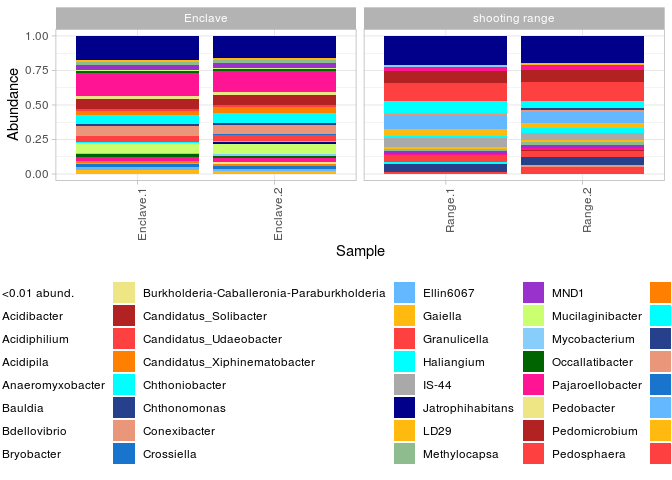 Enclave
shooting range
1.00
0.75
0.50
0.25
0.00
Abundance
Enclave.1
Enclave.2
Range.1
Range.2
Sample
<0.01 abund.
Acidibacter
Acidiphilium
Acidipila
Anaeromyxobacter
Bauldia
Bdellovibrio
Bryobacter
Burkholderia-Caballeronia-Paraburkholderia
Candidatus_Solibacter
Candidatus_Udaeobacter
Candidatus_Xiphinematobacter
Chthoniobacter
Chthonomonas
Conexibacter
Crossiella
Ellin6067
Gaiella
Granulicella
Haliangium
IS-44
Jatrophihabitans
LD29
Methylocapsa
MND1
Mucilaginibacter
Mycobacterium
Occallatibacter
Pajaroellobacter
Pedobacter
Pedomicrobium
Pedosphaera